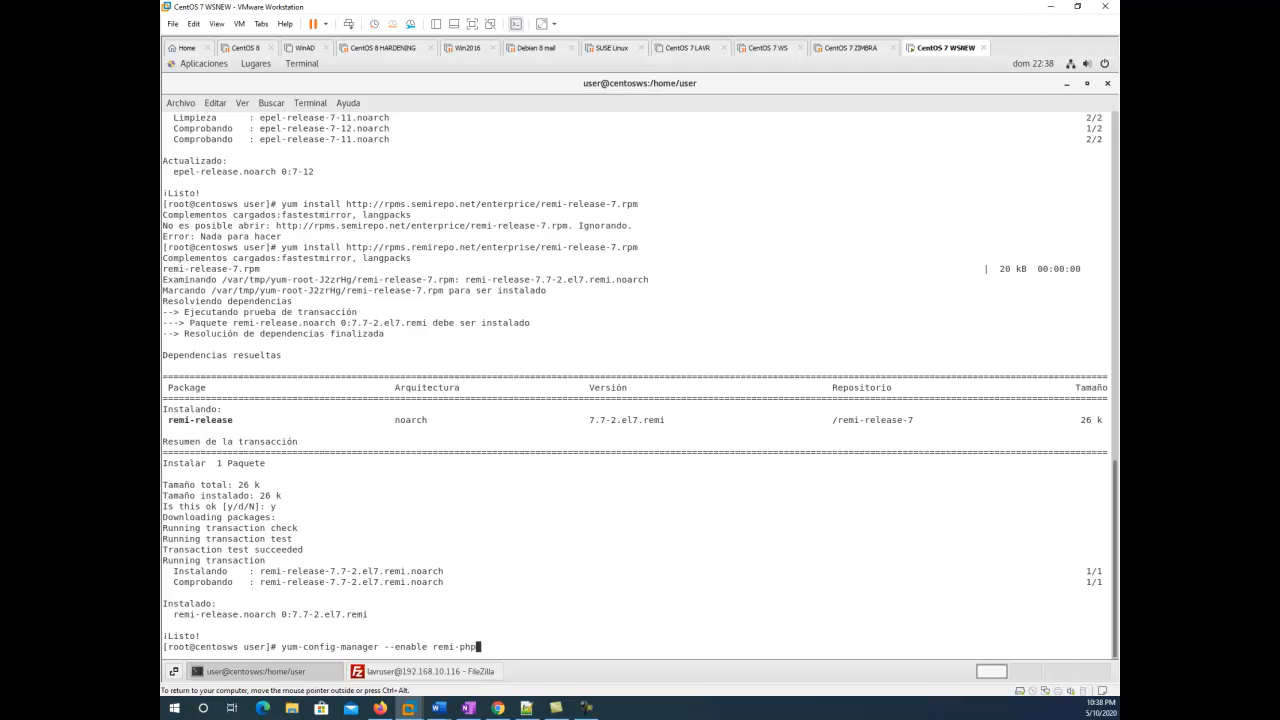 CentOS 7 WSNEW - VMware Workstation
File Edit View VM Tabs Help
Home CentOS 8 WinAD CentOS 8 HARDENING Win2016 Debian 8 mail SUSE Linux CentOS 7 LAVR CentOS 7 WS CentOS 7 ZIMBRA CentOS 7 WSNEW
Aplicaciones Lugares Terminal dom 22:38
user@centosws:/home/user
Archivo Editar Ver Buscar Terminal Ayuda
Limpieza : epel-release-7-11.noarch 2/2
Comprobando : epel-release-7-12.noarch 1/2
Comprobando : epel-release-7-11.noarch 2/2
Actualizado:
epel-release.noarch 0:7-12
¡Listo!
[root@centosws user]# yum install http://rpms.semirepo.net/enterprice/remi-release-7.rpm
Complementos cargados:fastestmirror, langpacks
No es posible abrir: http://rpms.semirepo.net/enterprice/remi-release-7.rpm. Ignorando.
Error: Nada para hacer
[root@centosws user]# yum install http://rpms.remirepo.net/enterprise/remi-release-7.rpm
Complementos cargados:fastestmirror, langpacks
remi-release-7.rpm | 20 kB 00:00:00
Examinando /var/tmp/yum-root-J2zrHg/remi-release-7.rpm: remi-release-7.7-2.el7.remi.noarch
Marcando /var/tmp/yum-root-J2zrHg/remi-release-7.rpm para ser instalado
Resolviendo dependencias
--> Ejecutando prueba de transacción
---> Paquete remi-release.noarch 0:7.7-2.el7.remi debe ser instalado
--> Resolución de dependencias finalizada
Dependencias resueltas
Package Arquitectura Versión Repositorio Tamaño
Instalando:
remi-release noarch 7.7-2.el7.remi /remi-release-7 26 k
Resumen de la transacción
Instalar 1 Paquete
Tamaño total: 26 k
Tamaño instalado: 26 k
Is this ok [y/d/N]: y
Downloading packages:
Running transaction check
Running transaction test
Transaction test succeeded
Running transaction
Instalando : remi-release-7.7-2.el7.remi.noarch 1/1
Comprobando : remi-release-7.7-2.el7.remi.noarch 1/1
Instalado:
remi-release.noarch 0:7.7-2.el7.remi
¡Listo!
[root@centosws user]# yum-config-manager --enable remi-php
user@centosws:/home/user lavruser@192.168.10.116 - FileZilla
To return to your computer, move the mouse pointer outside or press Ctrl+Alt.
10:38 PM
5/10/2020